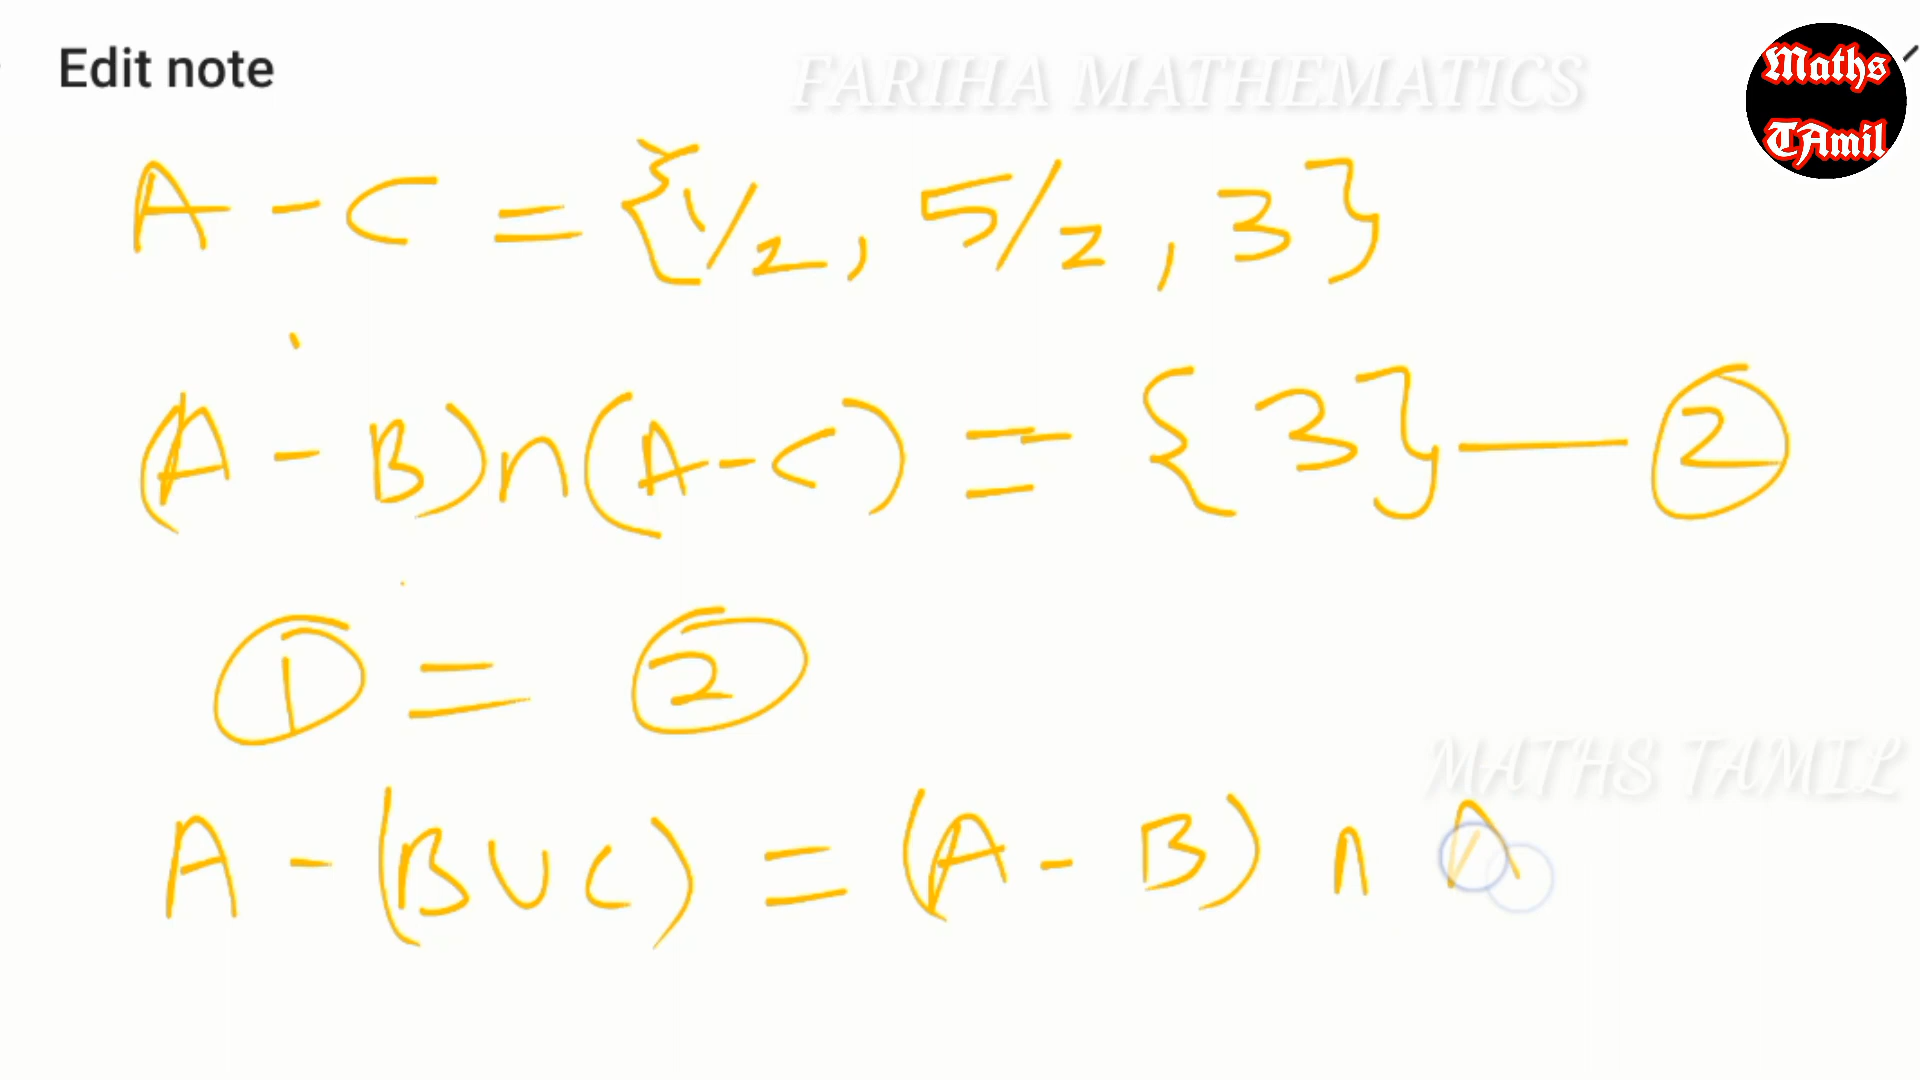 Edit note
FARIHA MATHEMATICS
Maths
TAmil
A - C = {1/2, 5/2, 3}
(A - B) ∩ (A - C) = {3} — ②
① = ②
MATHS TAMIL
A - (B ∪ C) = (A - B) ∩ A